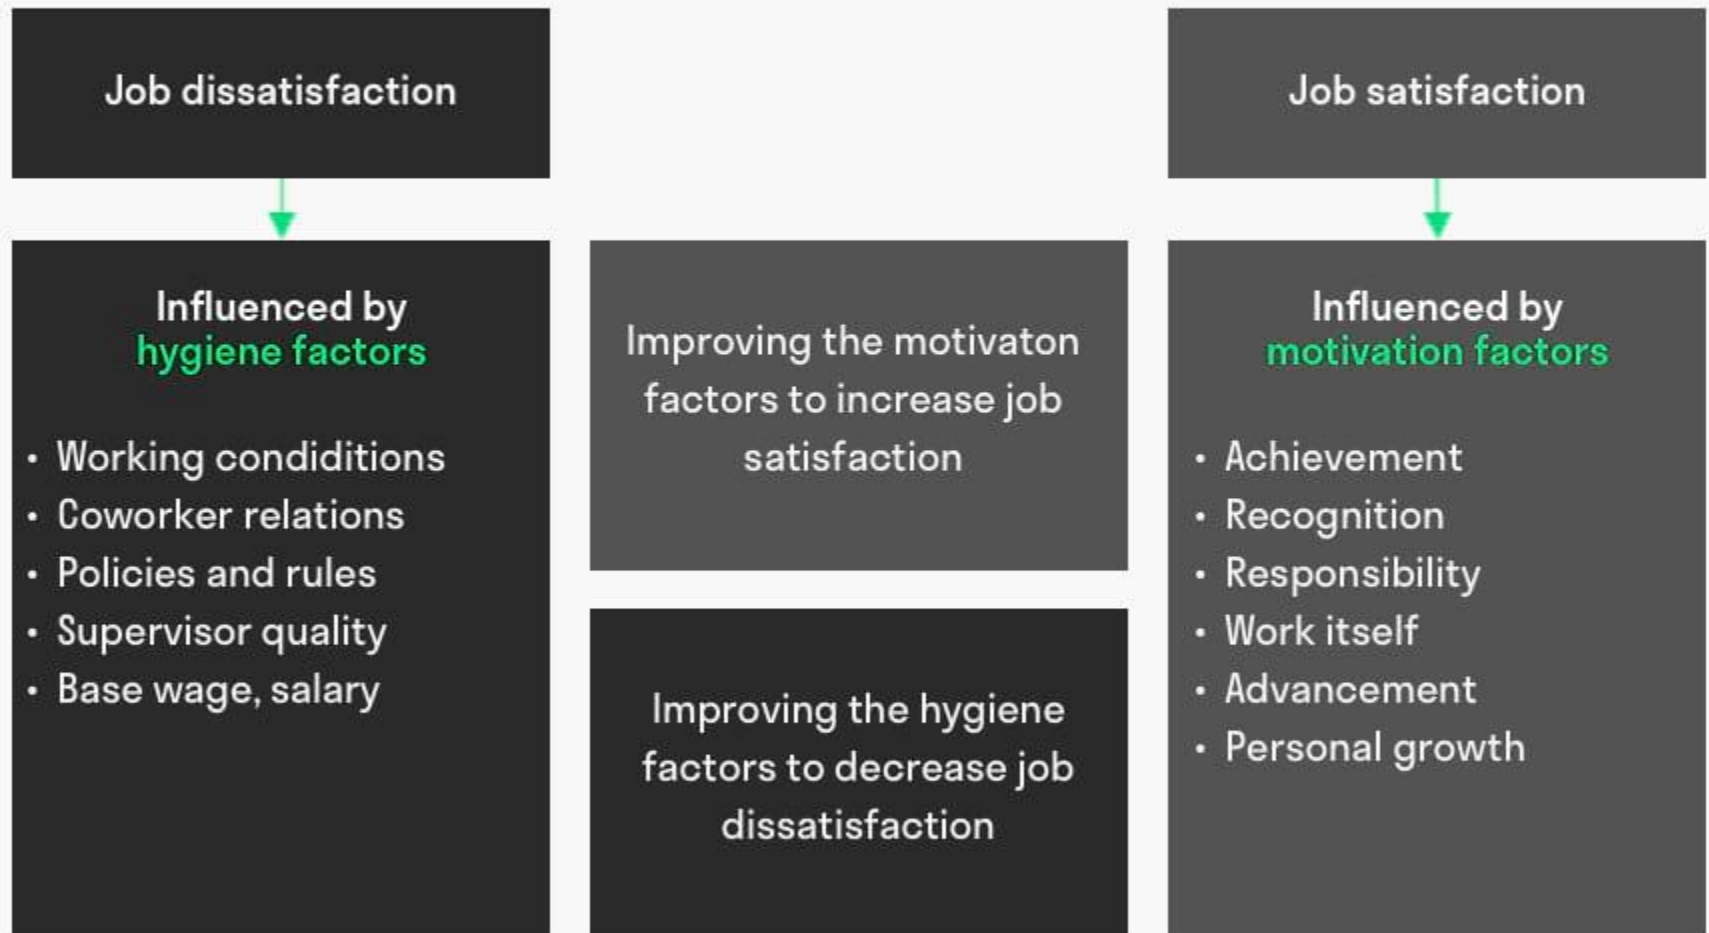 Job dissatisfaction
Job satisfaction
Influenced by
hygiene factors
• Working condiditions
• Coworker relations
• Policies and rules
• Supervisor quality
• Base wage, salary
Improving the motivaton
factors to increase job
satisfaction
Improving the hygiene
factors to decrease job
dissatisfaction
Influenced by
motivation factors
• Achievement
• Recognition
• Responsibility
• Work itself
• Advancement
• Personal growth